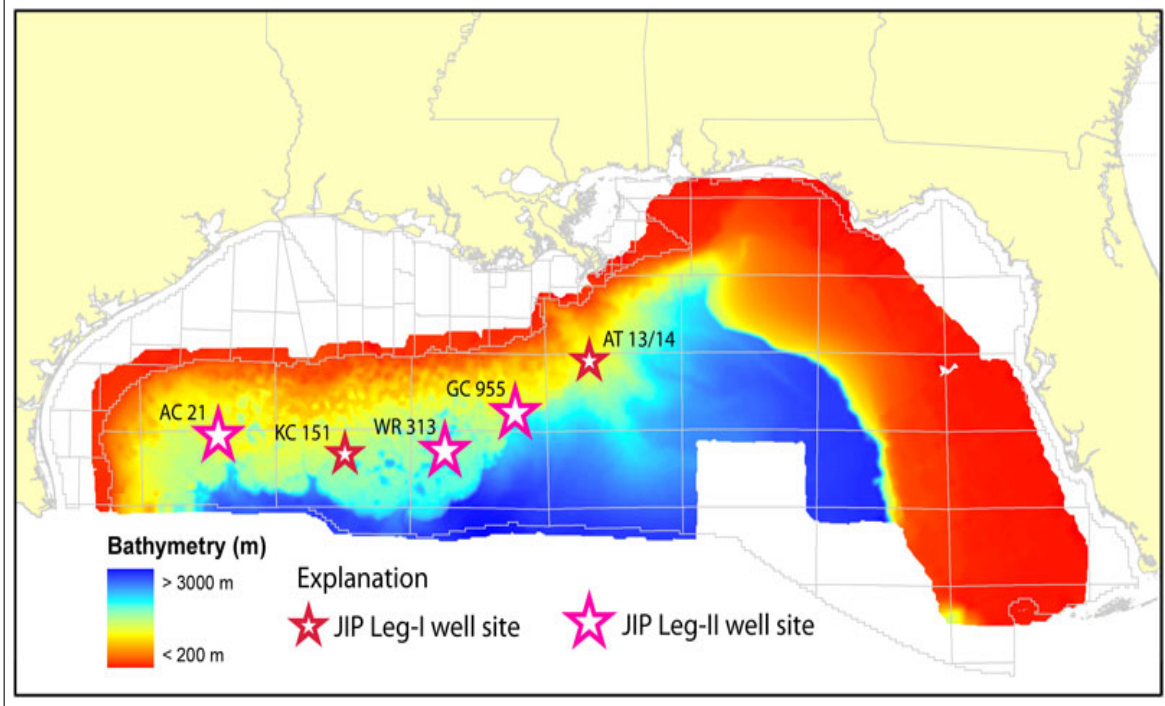 AT 13/14
GC 955
AC 21
KC 151
WR 313
Bathymetry (m)
> 3000 m
< 200 m
Explanation
JIP Leg-I well site
JIP Leg-II well site